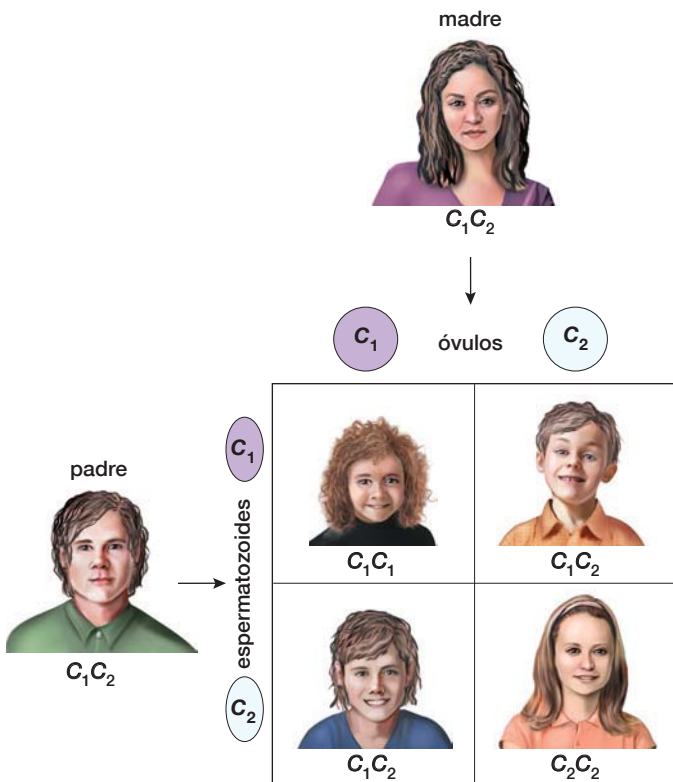 madre
C₁C₂
C₁ óvulos C₂
padre
C₁C₂
espermatozoides
C₁
C₂
C₁C₁ C₁C₂
C₁C₂ C₂C₂